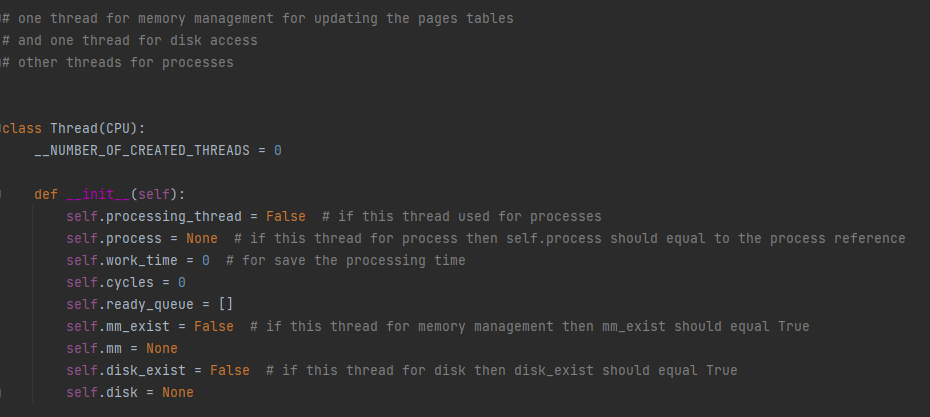 # one thread for memory management for updating the pages tables
# and one thread for disk access
# other threads for processes
class Thread(CPU):
    __NUMBER_OF_CREATED_THREADS = 0
    def __init__(self):
        self.processing_thread = False  # if this thread used for processes
        self.process = None  # if this thread for process then self.process should equal to the process reference
        self.work_time = 0  # for save the processing time
        self.cycles = 0
        self.ready_queue = []
        self.mm_exist = False  # if this thread for memory management then mm_exist should equal True
        self.mm = None
        self.disk_exist = False  # if this thread for disk then disk_exist should equal True
        self.disk = None